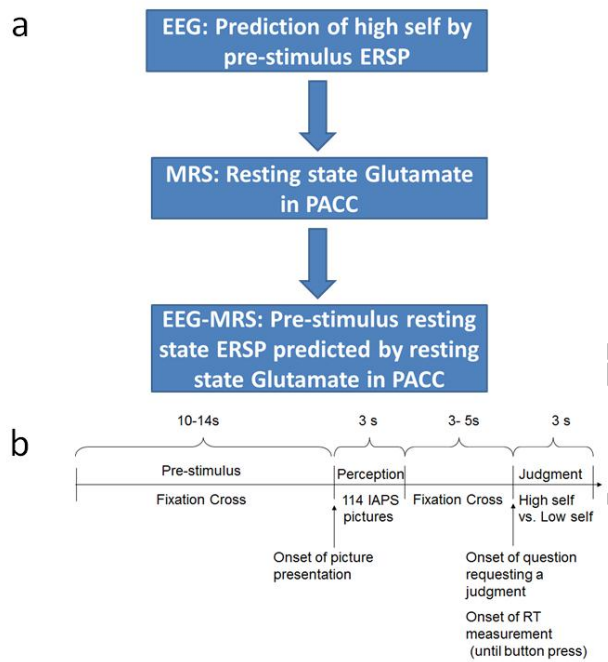 a
EEG: Prediction of high self by
pre-stimulus ERSP
MRS: Resting state Glutamate
in PACC
EEG-MRS: Pre-stimulus resting
state ERSP predicted by resting
state Glutamate in PACC
b
10-14s
3 s
3- 5s
3 s
Pre-stimulus
Perception
Judgment
Fixation Cross
114 IAPS
pictures
Fixation Cross
High self
vs. Low self
Onset of picture
presentation
Onset of question
requesting a
judgment
Onset of RT
measurement
(until button press)